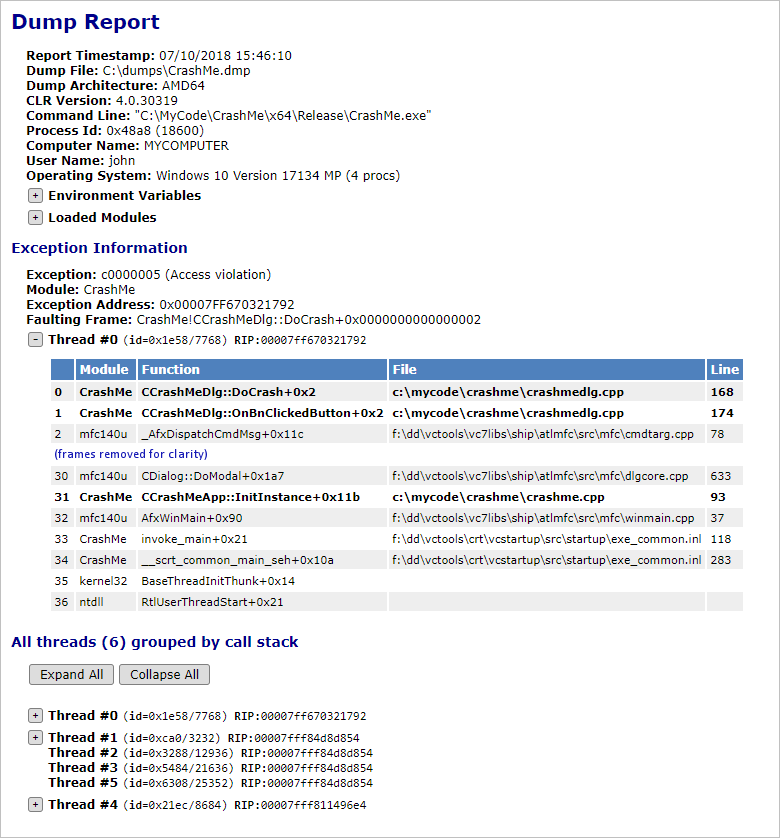 Dump Report
Report Timestamp: 07/10/2018 15:46:10
Dump File: C:\dumps\CrashMe.dmp
Dump Architecture: AMD64
CLR Version: 4.0.30319
Command Line: "C:\MyCode\CrashMe\x64\Release\CrashMe.exe"
Process Id: 0x48a8 (18600)
Computer Name: MYCOMPUTER
User Name: john
Operating System: Windows 10 Version 17134 MP (4 procs)
+ Environment Variables
+ Loaded Modules
Exception Information
Exception: c0000005 (Access violation)
Module: CrashMe
Exception Address: 0x00007FF670321792
Faulting Frame: CrashMe!CCrashMeDlg::DoCrash+0x0000000000000002
- Thread #0 (id=0x1e58/7768) RIP:00007ff670321792
Module Function File Line
0 CrashMe CCrashMeDlg::DoCrash+0x2 c:\mycode\crashme\crashmedlg.cpp 168
1 CrashMe CCrashMeDlg::OnBnClickedButton+0x2 c:\mycode\crashme\crashmedlg.cpp 174
2 mfc140u _AfxDispatchCmdMsg+0x11c f:\dd\vctools\vc7libs\ship\atlmfc\src\mfc\cmdtarg.cpp 78
(frames removed for clarity)
30 mfc140u CDialog::DoModal+0x1a7 f:\dd\vctools\vc7libs\ship\atlmfc\src\mfc\dlgcore.cpp 633
31 CrashMe CCrashMeApp::InitInstance+0x11b c:\mycode\crashme\crashme.cpp 93
32 mfc140u AfxWinMain+0x90 f:\dd\vctools\vc7libs\ship\atlmfc\src\mfc\winmain.cpp 37
33 CrashMe invoke_main+0x21 f:\dd\vctools\crt\vcstartup\src\startup\exe_common.inl 118
34 CrashMe __scrt_common_main_seh+0x10a f:\dd\vctools\crt\vcstartup\src\startup\exe_common.inl 283
35 kernel32 BaseThreadInitThunk+0x14
36 ntdll RtlUserThreadStart+0x21
All threads (6) grouped by call stack
Expand All Collapse All
+ Thread #0 (id=0x1e58/7768) RIP:00007ff670321792
+ Thread #1 (id=0xca0/3232) RIP:00007fff84d8d854
Thread #2 (id=0x3288/12936) RIP:00007fff84d8d854
Thread #3 (id=0x5484/21636) RIP:00007fff84d8d854
Thread #5 (id=0x6308/25352) RIP:00007fff84d8d854
+ Thread #4 (id=0x21ec/8684) RIP:00007fff811496e4